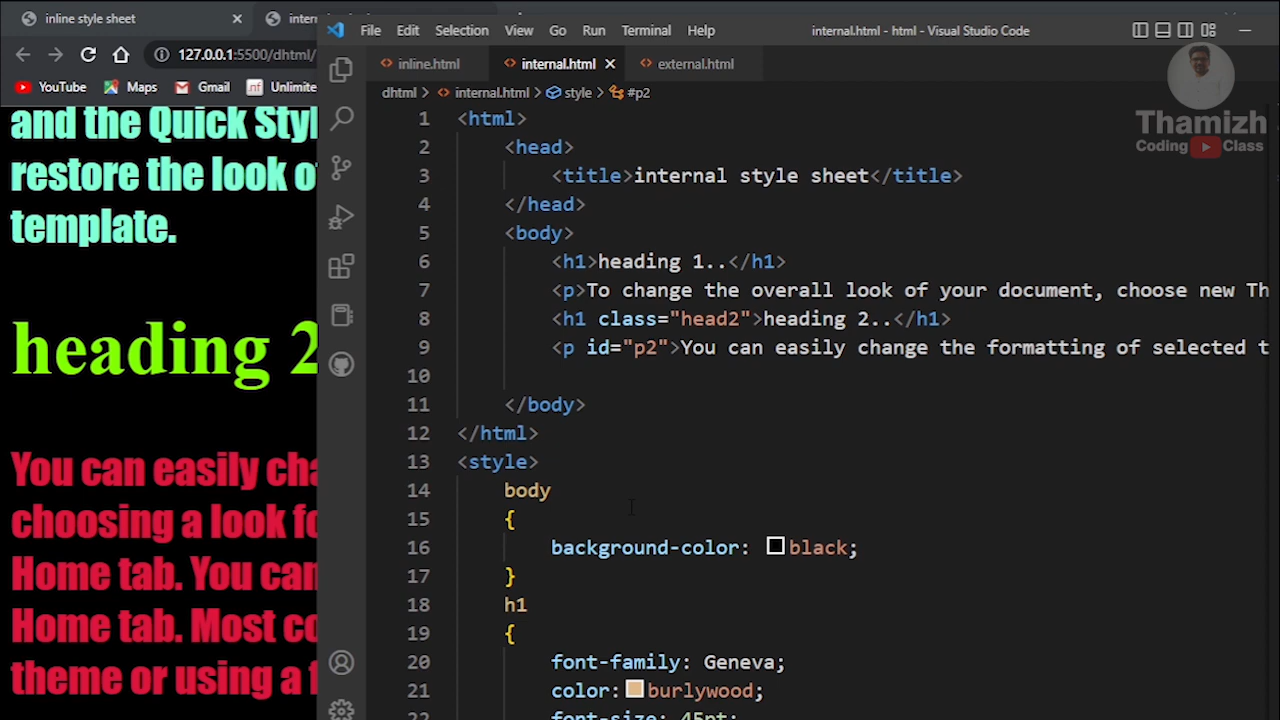 inline style sheet
File Edit Selection View Go Run Terminal Help
internal.html - html - Visual Studio Code
127.0.0.1:5500/dhtml/
YouTube Maps Gmail nf Unlimite
inline.html internal.html external.html
dhtml > internal.html > style > #p2
Thamizh
Coding Class
and the Quick Styl
restore the look of
template.
heading 2
You can easily cha
choosing a look fo
Home tab. You can
Home tab. Most co
theme or using a f
1 <html>
2 <head>
3 <title>internal style sheet</title>
4 </head>
5 <body>
6 <h1>heading 1..</h1>
7 <p>To change the overall look of your document, choose new Th
8 <h1 class="head2">heading 2..</h1>
9 <p id="p2">You can easily change the formatting of selected t
10
11 </body>
12 </html>
13 <style>
14 body
15 {
16 background-color: black;
17 }
18 h1
19 {
20 font-family: Geneva;
21 color: burlywood;
22 font-size: 45pt;